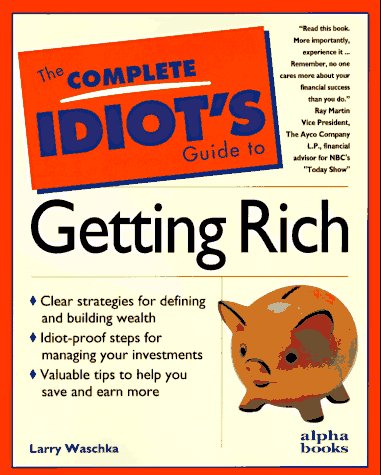 The COMPLETE
IDIOT'S
Guide to
"Read this book.
More importantly,
experience it ...
Remember, no one
cares more about your
financial success
than you do."
Ray Martin
Vice President,
The Ayco Company
L.P., financial
advisor for NBC's
"Today Show"
Getting Rich
Clear strategies for defining
and building wealth
Idiot-proof steps for
managing your investments
Valuable tips to help you
save and earn more
Larry Waschka
alpha
books